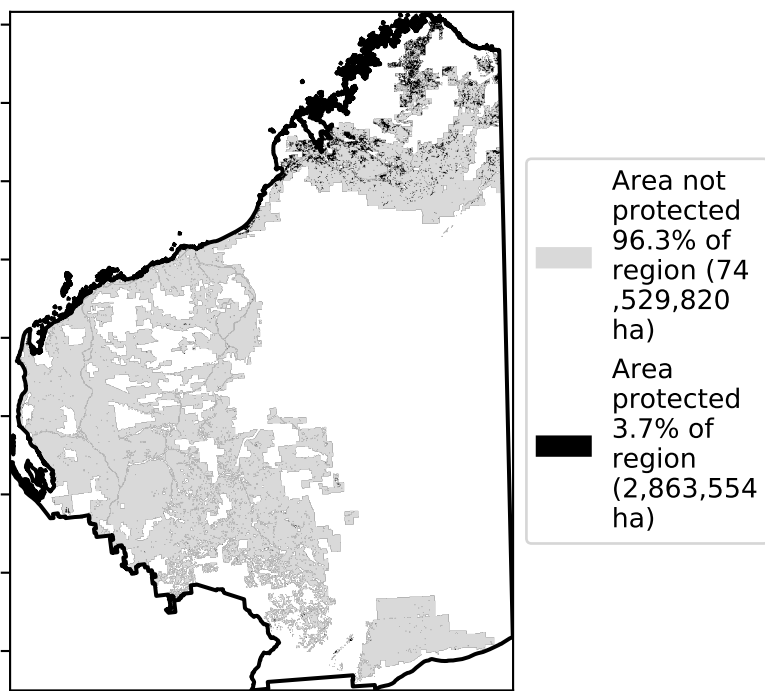 Area not
protected
96.3% of
region (74
,529,820
ha)
Area
protected
3.7% of
region
(2,863,554
ha)